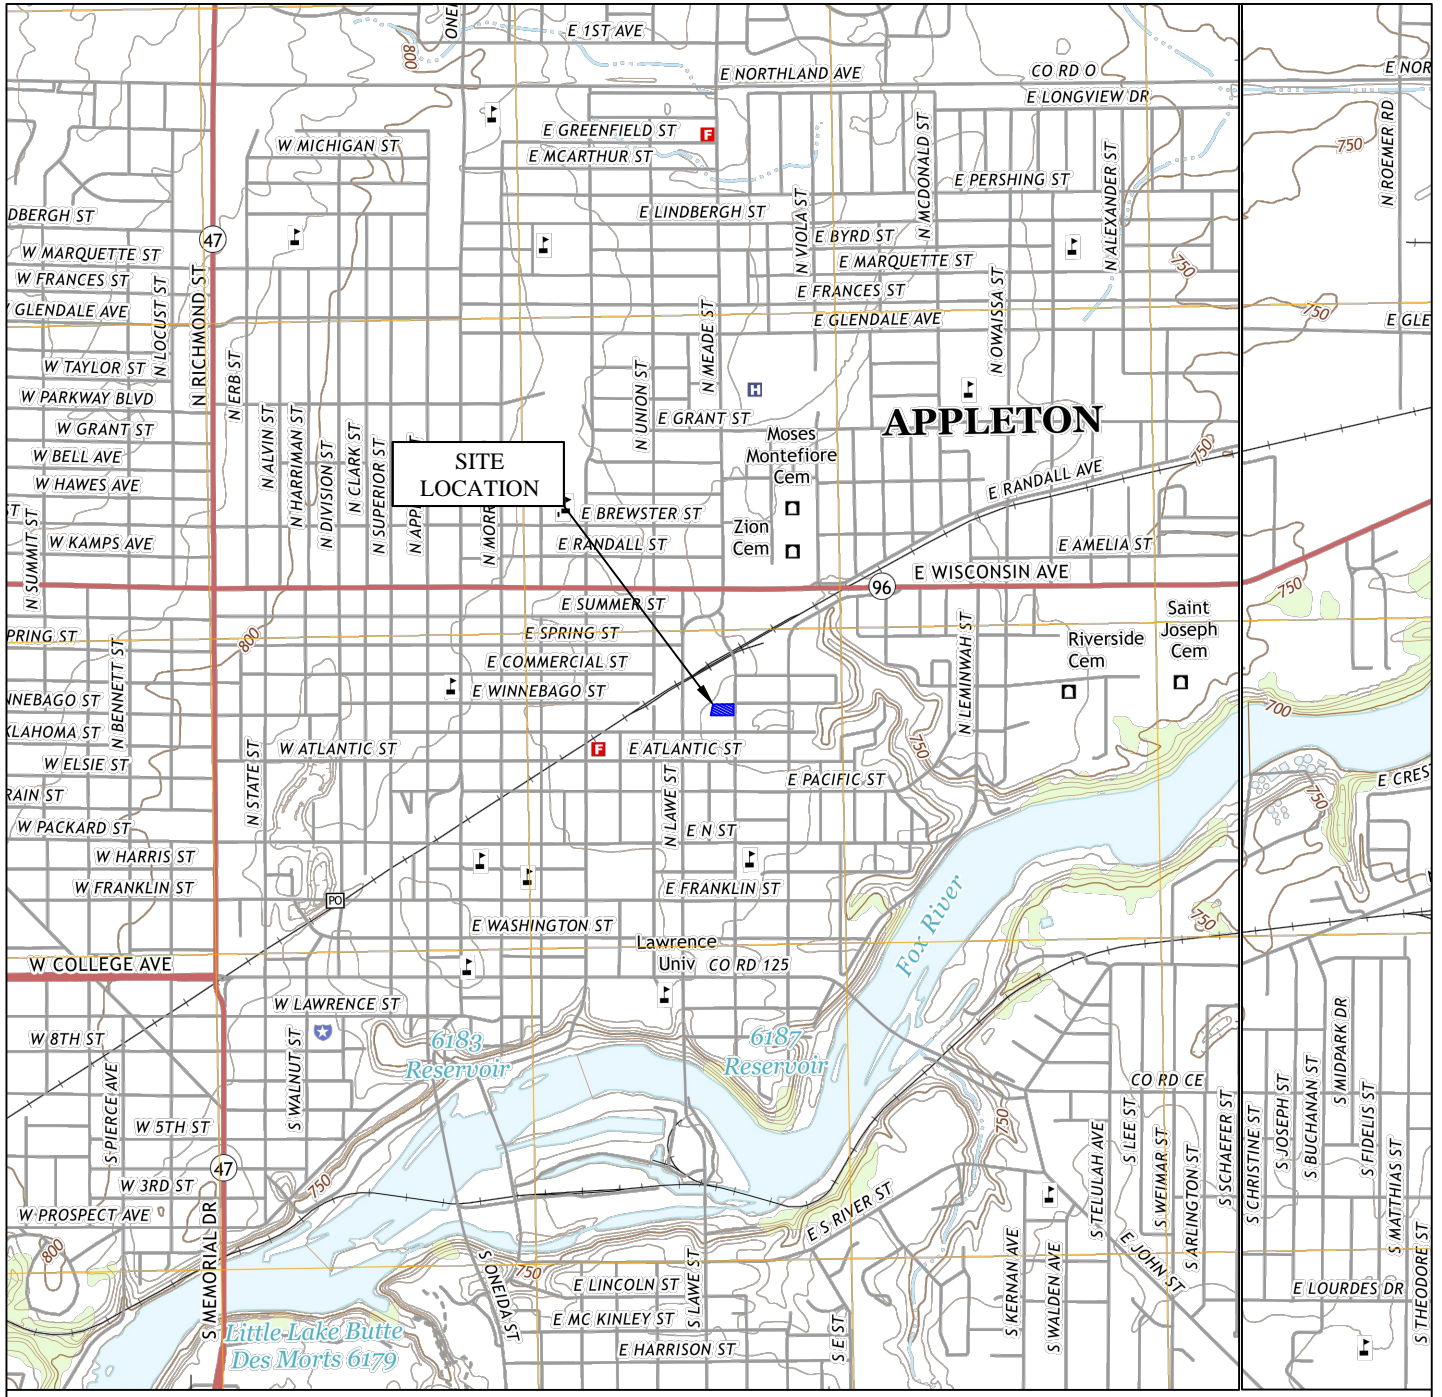 ONEI
E 1ST AVE
800
E NORTHLAND AVE
CO RD O
E NOR
E LONGVIEW DR
E GREENFIELD ST
F
W MICHIGAN ST
E MCARTHUR ST
750
N ROEMER RD
N MCDONALD ST
N ALEXANDER ST
E PERSHING ST
DBERGH ST
E LINDBERGH ST
N VIOLA ST
47
E BYRD ST
W MARQUETTE ST
E MARQUETTE ST
750
W FRANCES ST
E FRANCES ST
N LOCUST ST
N RICHMOND ST
GLENDALE AVE
E GLENDALE AVE
750
E GLE
N OWAISSA ST
N MEADE ST
W TAYLOR ST
N ERB ST
W PARKWAY BLVD
H
N UNION ST
E GRANT ST
APPLETON
W GRANT ST
Moses
Montefiore
Cem
W BELL AVE
N ALVIN ST
N HARRIMAN ST
N DIVISION ST
N CLARK ST
N SUPERIOR ST
N APP
T
SITE
LOCATION
N MORR
750
E RANDALL AVE
W HAWES AVE
ST
E BREWSTER ST
Zion
Cem
W KAMPS AVE
E RANDALL ST
E AMELIA ST
N SUMMIT ST
E WISCONSIN AVE
96
750
E SUMMER ST
Saint
Joseph
Cem
PRING ST
800
E SPRING ST
N LEMINWAH ST
Riverside
Cem
N BENNETT ST
E COMMERCIAL ST
NNEBAGO ST
E WINNEBAGO ST
700
KLAHOMA ST
W ATLANTIC ST
F
E ATLANTIC ST
750
W ELSIE ST
N STATE ST
N LAWE ST
E PACIFIC ST
E CREST
RAIN ST
750
W PACKARD ST
E N ST
W HARRIS ST
W FRANKLIN ST
E FRANKLIN ST
PO
E WASHINGTON ST
750
Fox River
Lawrence
Univ
CO RD 125
W COLLEGE AVE
W LAWRENCE ST
W 8TH ST
6183
Reservoir
6187
Reservoir
S WALNUT ST
S PIERCE AVE
CO RD CE
S MIDPARK DR
S JOSEPH ST
S BUCHANAN ST
S FIDELIS ST
W 5TH ST
750
S TELULAH AVE
S LEE ST
S WEIMAR ST
S ARLINGTON ST
S SCHAEFER ST
S CHRISTINE ST
S MATTHIAS ST
47
W 3RD ST
750
W PROSPECT AVE
E S RIVER ST
800
S MEMORIAL DR
S ONEIDA ST
750
E LINCOLN ST
S LAWE ST
S KERNAN AVE
S WALDEN AVE
E JOHN ST
E LOURDES DR
S THEODORE ST
E MC KINLEY ST
S E ST
Little Lake Butte
Des Morts 6179
E HARRISON ST